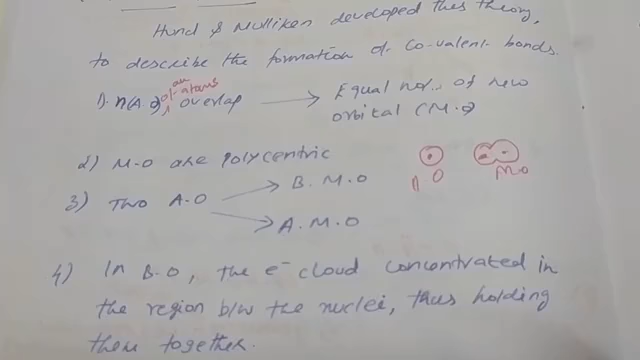 Hund & Mulliken developed this theory,
to describe the formation of Co-valent bonds.
1) n(A.O) of an atoms overlap → Equal no. of new
orbital (M.O)
2) M.O are polycentric
A.O M.O
3) Two A.O → B.M.O
→ A.M.O
4) In B.O, the e⁻ cloud concentrated in
the region b/w the nuclei, thus holding
them together.